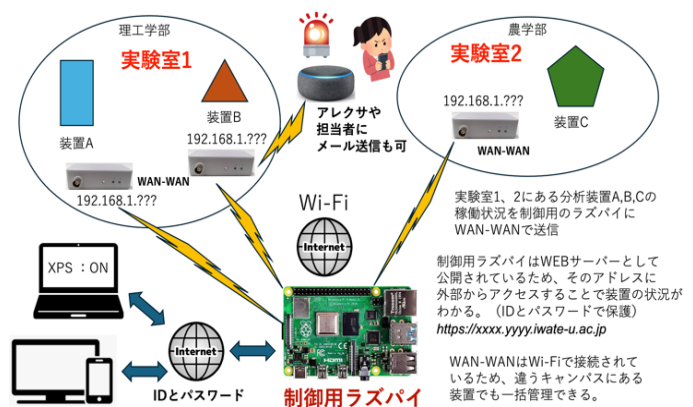 理工学部
実験室1
装置A
装置B
192.168.1.???
WAN-WAN
192.168.1.???
アレクサや
担当者に
メール送信も可
農学部
実験室2
192.168.1.???
装置C
WAN-WAN
Wi-Fi
Internet
実験室1、2にある分析装置A,B,Cの
稼働状況を制御用のラズパイに
WAN-WANで送信
制御用ラズパイはWEBサーバーとして
公開されているため、そのアドレスに
外部からアクセスすることで装置の状況が
わかる。（IDとパスワードで保護）
https://xxxx.yyyy.iwate-u.ac.jp
WAN-WANはWi-Fiで接続されて
いるため、違うキャンパスにある
装置でも一括管理できる。
XPS：ON
Internet
IDとパスワード
HDMI
制御用ラズパイ